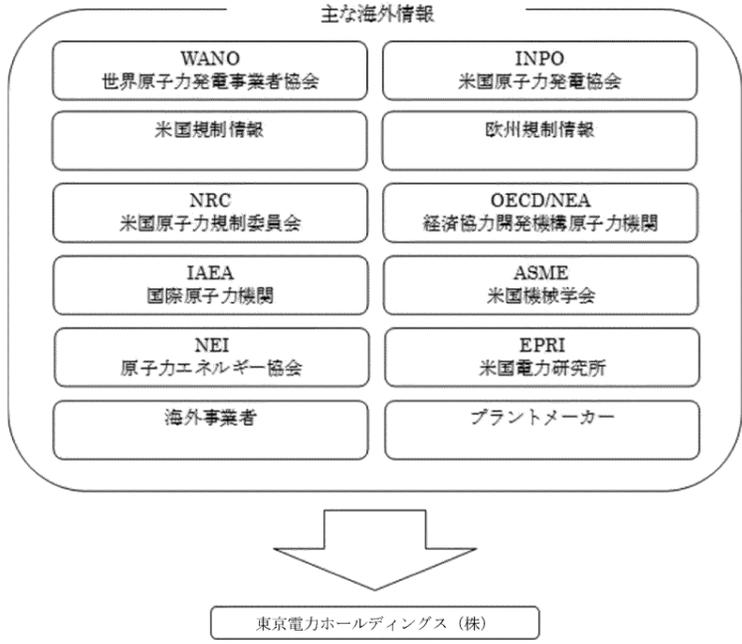 主な海外情報
WANO
世界原子力発電事業者協会
INPO
米国原子力発電協会
米国規制情報
欧州規制情報
NRC
米国原子力規制委員会
OECD/NEA
経済協力開発機構原子力機関
IAEA
国際原子力機関
ASME
米国機械学会
NEI
原子力エネルギー協会
EPRI
米国電力研究所
海外事業者
プラントメーカー
東京電力ホールディングス（株）